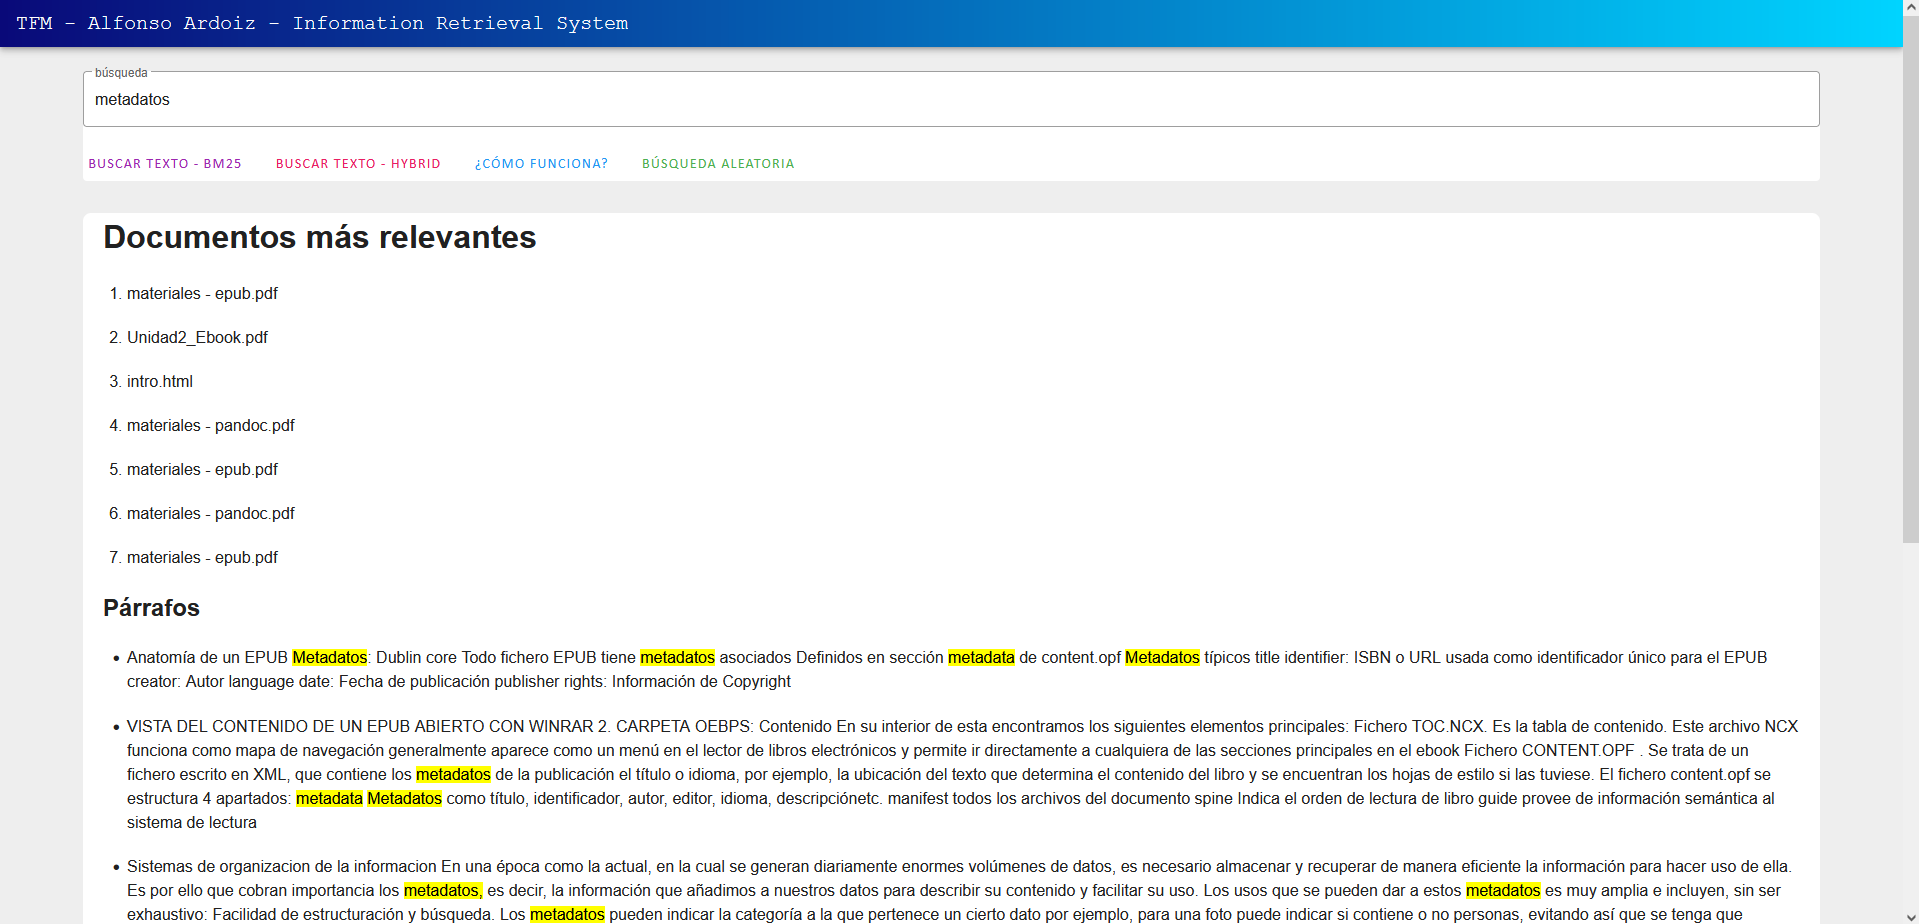 TFM - Alfonso Ardoiz - Information Retrieval System
búsqueda
metadatos
BUSCAR TEXTO - BM25 BUSCAR TEXTO - HYBRID ¿CÓMO FUNCIONA? BÚSQUEDA ALEATORIA
Documentos más relevantes
1. materiales - epub.pdf
2. Unidad2_Ebook.pdf
3. intro.html
4. materiales - pandoc.pdf
5. materiales - epub.pdf
6. materiales - pandoc.pdf
7. materiales - epub.pdf
Párrafos
• Anatomía de un EPUB Metadatos: Dublin core Todo fichero EPUB tiene metadatos asociados Definidos en sección metadata de content.opf Metadatos típicos title identifier: ISBN o URL usada como identificador único para el EPUB
creator: Autor language date: Fecha de publicación publisher rights: Información de Copyright
• VISTA DEL CONTENIDO DE UN EPUB ABIERTO CON WINRAR 2. CARPETA OEBPS: Contenido En su interior de esta encontramos los siguientes elementos principales: Fichero TOC.NCX. Es la tabla de contenido. Este archivo NCX
funciona como mapa de navegación generalmente aparece como un menú en el lector de libros electrónicos y permite ir directamente a cualquiera de las secciones principales en el ebook Fichero CONTENT.OPF . Se trata de un
fichero escrito en XML, que contiene los metadatos de la publicación el título o idioma, por ejemplo, la ubicación del texto que determina el contenido del libro y se encuentran los hojas de estilo si las tuviese. El fichero content.opf se
estructura 4 apartados: metadata Metadatos como título, identificador, autor, editor, idioma, descripciónetc. manifest todos los archivos del documento spine Indica el orden de lectura de libro guide provee de información semántica al
sistema de lectura
• Sistemas de organizacion de la informacion En una época como la actual, en la cual se generan diariamente enormes volúmenes de datos, es necesario almacenar y recuperar de manera eficiente la información para hacer uso de ella.
Es por ello que cobran importancia los metadatos, es decir, la información que añadimos a nuestros datos para describir su contenido y facilitar su uso. Los usos que se pueden dar a estos metadatos es muy amplia e incluyen, sin ser
exhaustivo: Facilidad de estructuración y búsqueda. Los metadatos pueden indicar la categoría a la que pertenece un cierto dato por ejemplo, para una foto puede indicar si contiene o no personas, evitando así que se tenga que